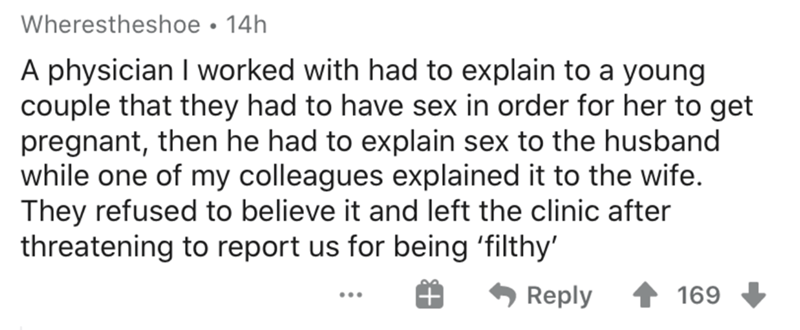 Wherestheshoe • 14h
A physician I worked with had to explain to a young
couple that they had to have sex in order for her to get
pregnant, then he had to explain sex to the husband
while one of my colleagues explained it to the wife.
They refused to believe it and left the clinic after
threatening to report us for being ‘filthy’
... Reply 169